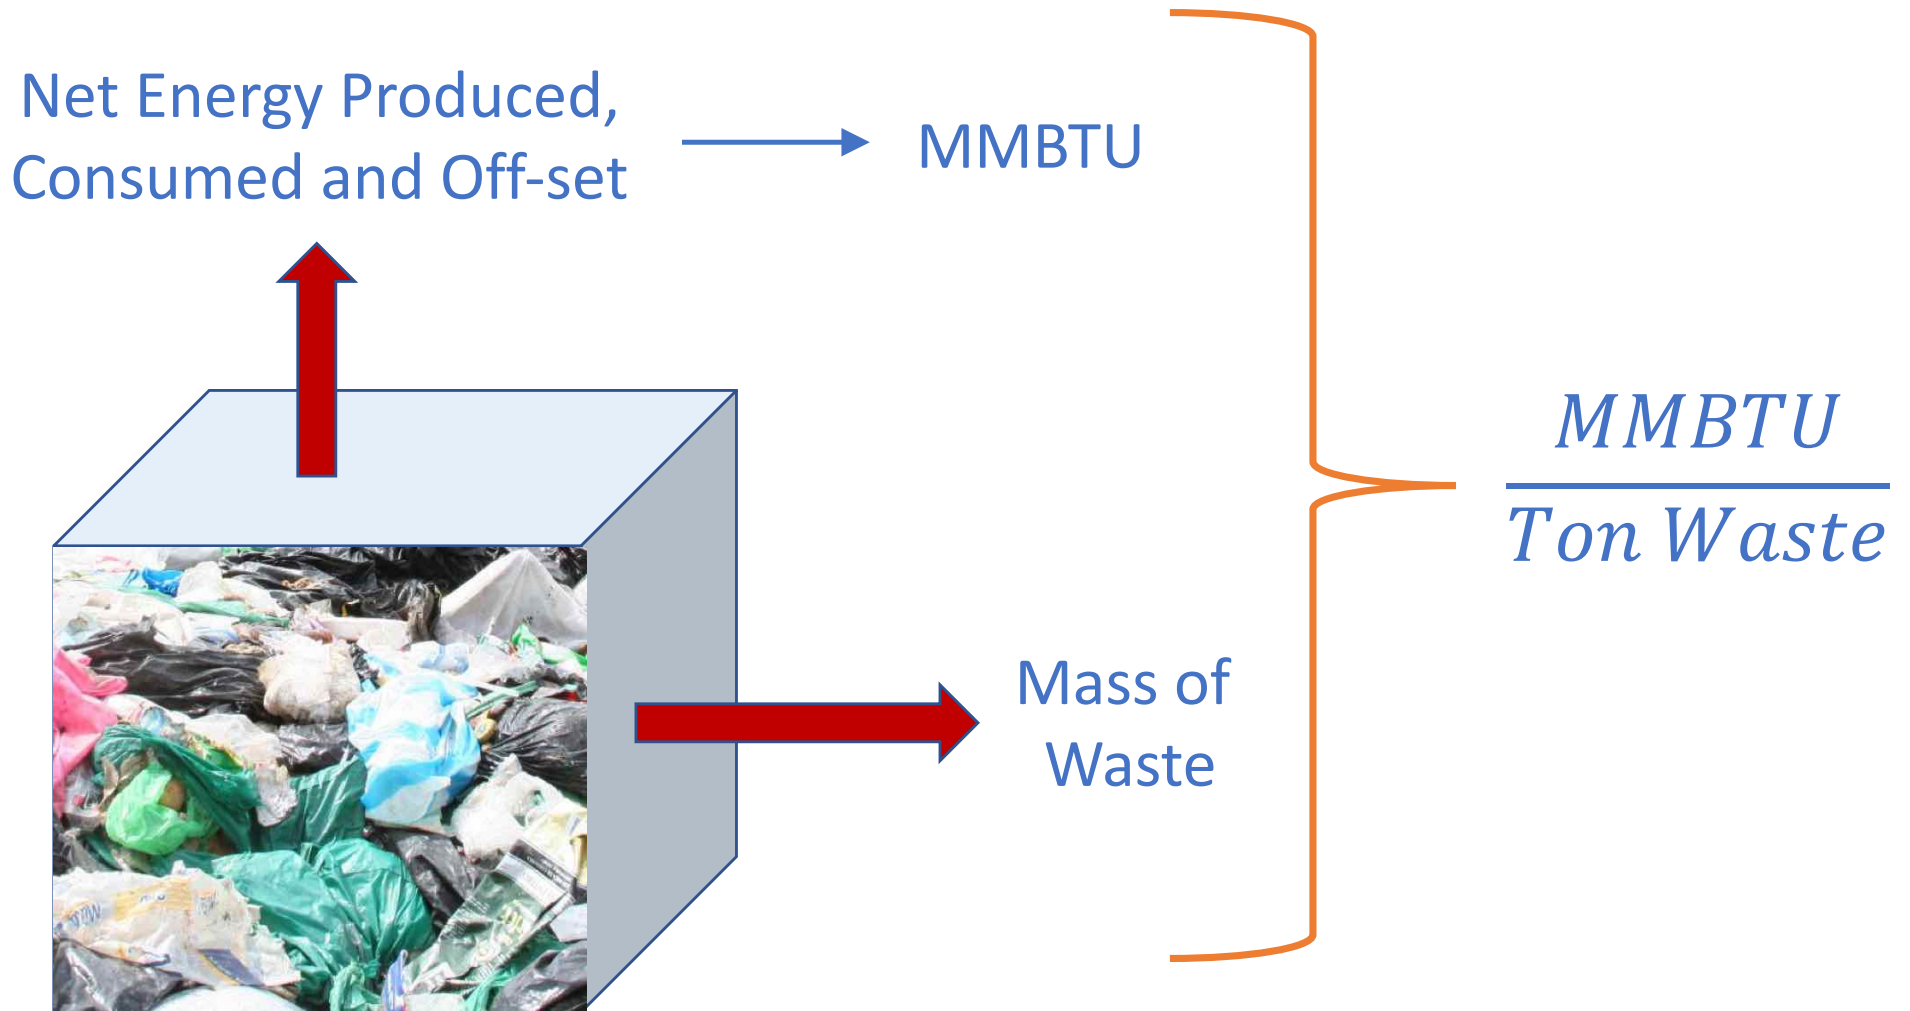 Net Energy Produced,
Consumed and Off-set
MMBTU
Mass of
Waste
MMBTU
Ton Waste